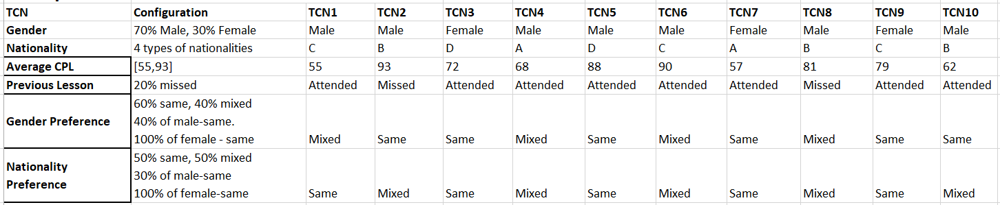 TCN Configuration TCN1 TCN2 TCN3 TCN4 TCN5 TCN6 TCN7 TCN8 TCN9 TCN10
Gender 70% Male, 30% Female Male Male Female Male Male Male Female Male Female Male
Nationality 4 types of nationalities C B D A D C A B C B
Average CPL [55,93] 55 93 72 68 88 90 57 81 79 62
Previous Lesson 20% missed Attended Missed Attended Attended Attended Attended Attended Missed Attended Attended
60% same, 40% mixed
Gender Preference 40% of male-same.
100% of female - same Mixed Same Same Mixed Same Mixed Same Mixed Same Same
50% same, 50% mixed
Nationality 30% of male-same
Preference 100% of female-same Same Mixed Same Mixed Same Mixed Same Mixed Same Mixed